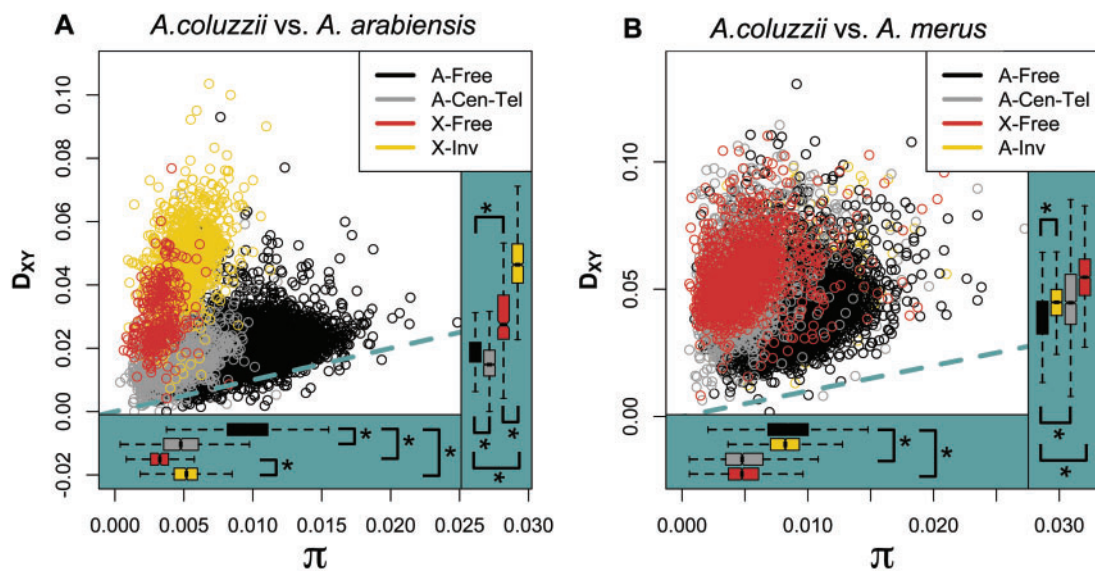 A
A.coluzzii vs. A. arabiensis
A-Free
A-Cen-Tel
X-Free
X-Inv
D_XY
0.10
0.08
0.06
0.04
0.02
0.00
-0.02
*
*
*
*
*
*
*
*
*
0.000
0.005
0.010
0.015
0.020
0.025
0.030
π
B
A.coluzzii vs. A. merus
A-Free
A-Cen-Tel
X-Free
A-Inv
D_XY
0.10
0.05
0.00
*
*
*
*
*
0.000
0.010
0.020
0.030
π